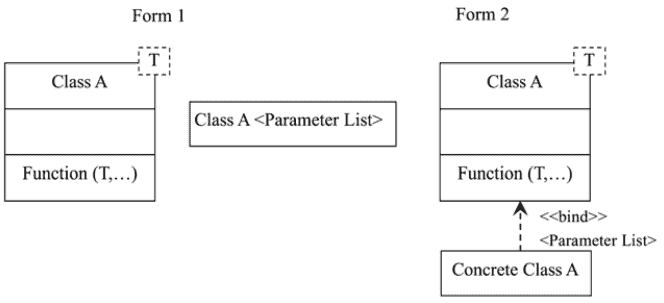 Form 1
Form 2
T
Class A
Function (T,…)
Class A <Parameter List>
T
Class A
Function (T,…)
<<bind>>
<Parameter List>
Concrete Class A